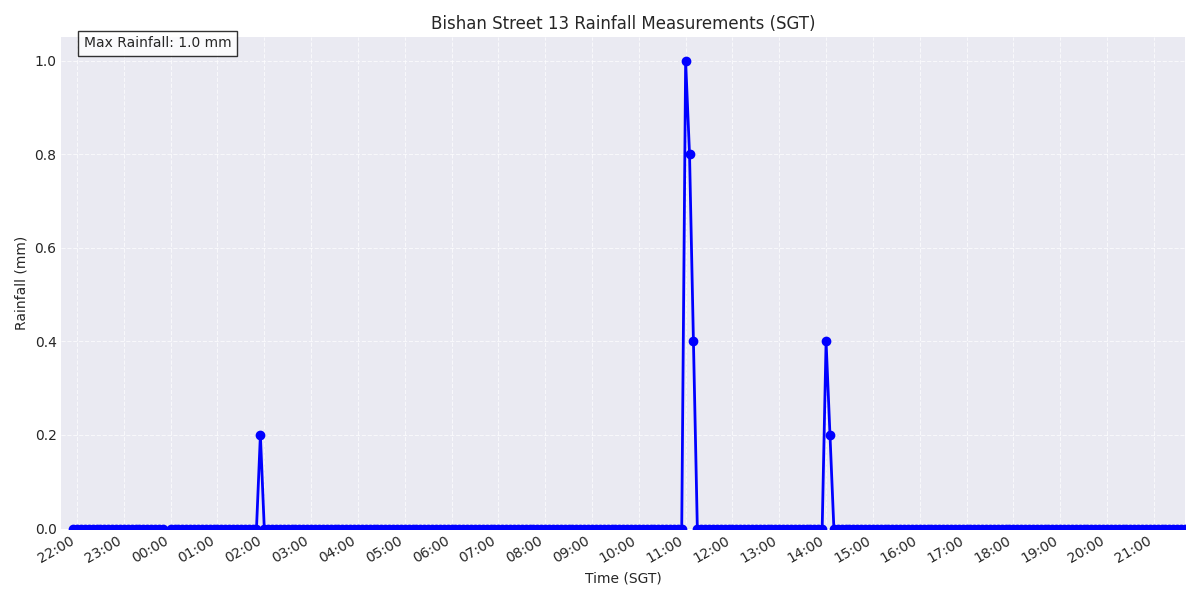 Bishan Street 13 Rainfall Measurements (SGT)
Max Rainfall: 1.0 mm
1.0
0.8
0.6
0.4
0.2
0.0
Rainfall (mm)
22:00 23:00 00:00 01:00 02:00 03:00 04:00 05:00 06:00 07:00 08:00 09:00 10:00 11:00 12:00 13:00 14:00 15:00 16:00 17:00 18:00 19:00 20:00 21:00
Time (SGT)